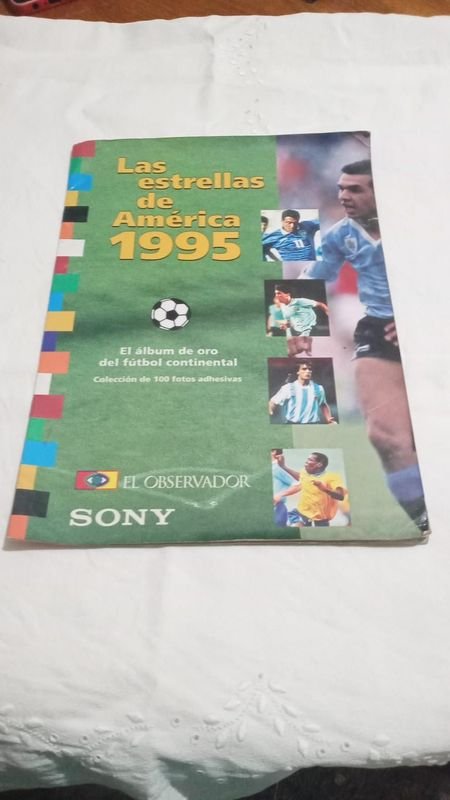 Las
estrellas
de
América
1995
El álbum de oro
del fútbol continental
Colección de 100 fotos adhesivas
EL OBSERVADOR
SONY
11